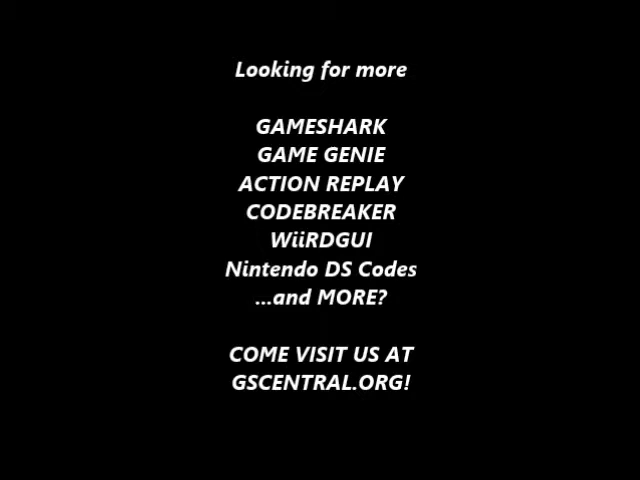 Looking for more
GAMESHARK
GAME GENIE
ACTION REPLAY
CODEBREAKER
WiiRDGUI
Nintendo DS Codes
...and MORE?
COME VISIT US AT
GSCENTRAL.ORG!